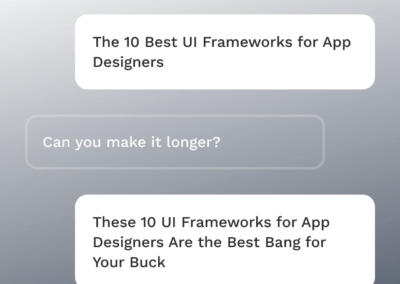 The 10 Best UI Frameworks for App
Designers
Can you make it longer?
These 10 UI Frameworks for App
Designers Are the Best Bang for
Your Buck